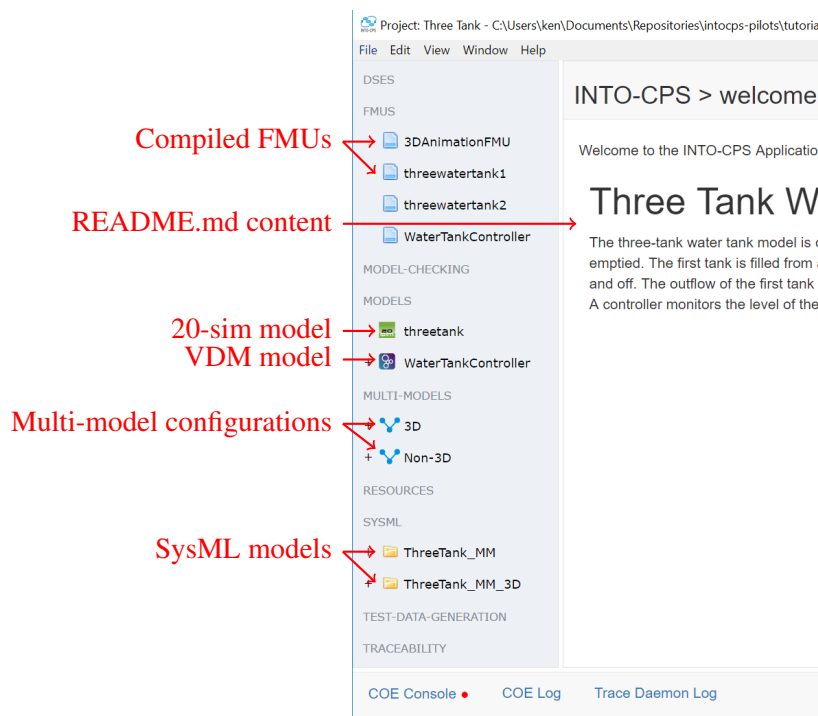 Project: Three Tank - C:\Users\ken\Documents\Repositories\intocps-pilots\tutoria
File Edit View Window Help
DSES
INTO-CPS > welcome
FMUS
Compiled FMUs
3DAnimationFMU
Welcome to the INTO-CPS Applicatio
threewatertank1
threewatertank2
Three Tank W
README.md content
WaterTankController
The three-tank water tank model is
emptied. The first tank is filled from
MODEL-CHECKING
and off. The outflow of the first tank
MODELS
A controller monitors the level of the
20-sim model
threetank
VDM model
+ WaterTankController
MULTI-MODELS
Multi-model configurations
+ 3D
+ Non-3D
RESOURCES
SYSML
SysML models
+ ThreeTank_MM
+ ThreeTank_MM_3D
TEST-DATA-GENERATION
TRACEABILITY
COE Console COE Log Trace Daemon Log